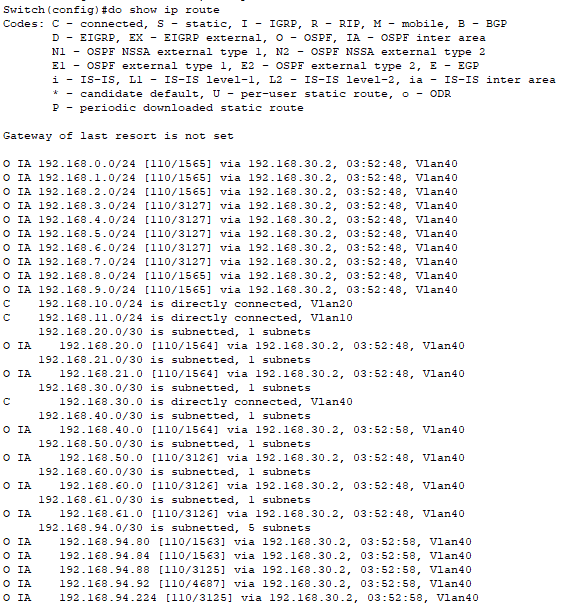 Switch(config)#do show ip route
Codes: C - connected, S - static, I - IGRP, R - RIP, M - mobile, B - BGP
       D - EIGRP, EX - EIGRP external, O - OSPF, IA - OSPF inter area
       N1 - OSPF NSSA external type 1, N2 - OSPF NSSA external type 2
       E1 - OSPF external type 1, E2 - OSPF external type 2, E - EGP
       i - IS-IS, L1 - IS-IS level-1, L2 - IS-IS level-2, ia - IS-IS inter area
       * - candidate default, U - per-user static route, o - ODR
       P - periodic downloaded static route

Gateway of last resort is not set

O IA 192.168.0.0/24 [110/1565] via 192.168.30.2, 03:52:48, Vlan40
O IA 192.168.1.0/24 [110/1565] via 192.168.30.2, 03:52:48, Vlan40
O IA 192.168.2.0/24 [110/1565] via 192.168.30.2, 03:52:48, Vlan40
O IA 192.168.3.0/24 [110/3127] via 192.168.30.2, 03:52:48, Vlan40
O IA 192.168.4.0/24 [110/3127] via 192.168.30.2, 03:52:48, Vlan40
O IA 192.168.5.0/24 [110/3127] via 192.168.30.2, 03:52:48, Vlan40
O IA 192.168.6.0/24 [110/3127] via 192.168.30.2, 03:52:48, Vlan40
O IA 192.168.7.0/24 [110/3127] via 192.168.30.2, 03:52:48, Vlan40
O IA 192.168.8.0/24 [110/1565] via 192.168.30.2, 03:52:48, Vlan40
O IA 192.168.9.0/24 [110/1565] via 192.168.30.2, 03:52:48, Vlan40
C    192.168.10.0/24 is directly connected, Vlan20
C    192.168.11.0/24 is directly connected, Vlan10
     192.168.20.0/30 is subnetted, 1 subnets
O IA    192.168.20.0 [110/1564] via 192.168.30.2, 03:52:48, Vlan40
     192.168.21.0/30 is subnetted, 1 subnets
O IA    192.168.21.0 [110/1564] via 192.168.30.2, 03:52:48, Vlan40
     192.168.30.0/30 is subnetted, 1 subnets
C       192.168.30.0 is directly connected, Vlan40
     192.168.40.0/30 is subnetted, 1 subnets
O IA    192.168.40.0 [110/1564] via 192.168.30.2, 03:52:58, Vlan40
     192.168.50.0/30 is subnetted, 1 subnets
O IA    192.168.50.0 [110/3126] via 192.168.30.2, 03:52:48, Vlan40
     192.168.60.0/30 is subnetted, 1 subnets
O IA    192.168.60.0 [110/3126] via 192.168.30.2, 03:52:48, Vlan40
     192.168.61.0/30 is subnetted, 1 subnets
O IA    192.168.61.0 [110/3126] via 192.168.30.2, 03:52:48, Vlan40
     192.168.94.0/30 is subnetted, 5 subnets
O IA    192.168.94.80 [110/1563] via 192.168.30.2, 03:52:58, Vlan40
O IA    192.168.94.84 [110/1563] via 192.168.30.2, 03:52:58, Vlan40
O IA    192.168.94.88 [110/3125] via 192.168.30.2, 03:52:58, Vlan40
O IA    192.168.94.92 [110/4687] via 192.168.30.2, 03:52:58, Vlan40
O IA    192.168.94.224 [110/3125] via 192.168.30.2, 03:52:58, Vlan40